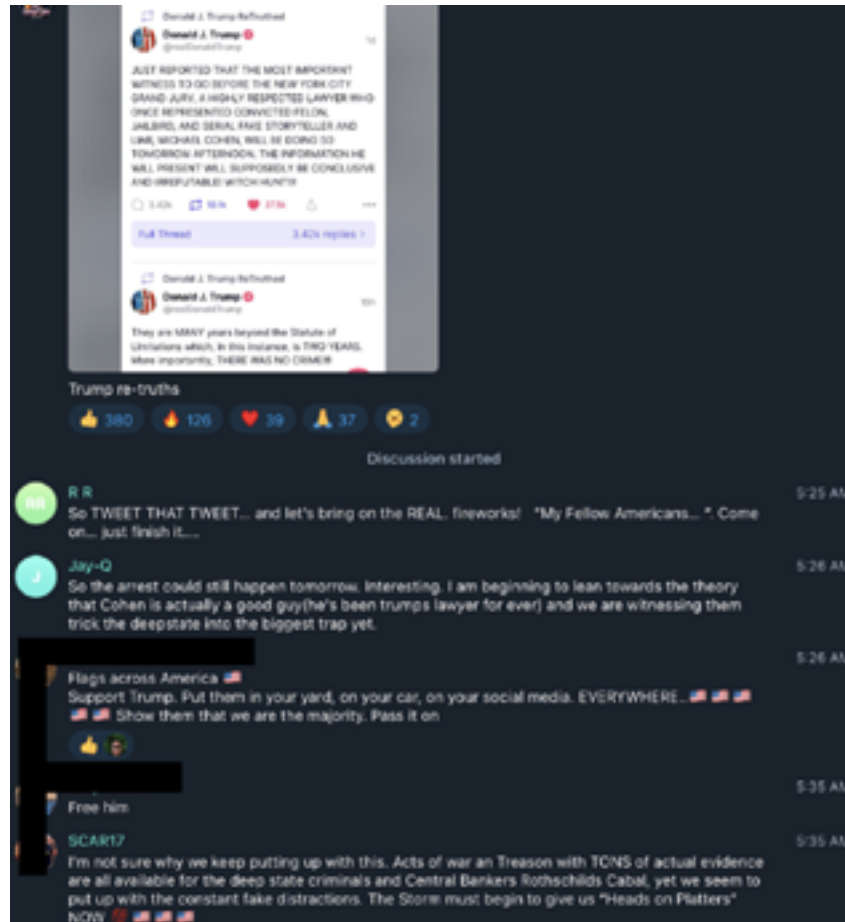 Donald J. Trump ReTruthed
Donald J. Trump
@realDonaldTrump
1d
JUST REPORTED THAT THE MOST IMPORTANT
WITNESS TO GO BEFORE THE NEW YORK CITY
GRAND JURY, A HIGHLY RESPECTED LAWYER WHO
ONCE REPRESENTED CONVICTED FELON,
JAILBIRD, AND SERIAL FAKE STORYTELLER AND
LIAR, MICHAEL COHEN, WILL BE DOING SO
TOMORROW AFTERNOON. THE INFORMATION HE
WILL PRESENT WILL SUPPOSEDLY BE CONCLUSIVE
AND IRREFUTABLE! WITCH HUNT!!!
3.42k
Full Thread 3.42k replies >
Donald J. Trump ReTruthed
Donald J. Trump
@realDonaldTrump
They are MANY years beyond the Statute of
Limitations which, in this instance, is TWO YEARS.
More importantly, THERE WAS NO CRIME!!!
Trump re-truths
👍 380 🔥 126 ❤️ 39 🙏 37 2
Discussion started
RR
R R 5:25 AM
So TWEET THAT TWEET... and let's bring on the REAL. fireworks! "My Fellow Americans... ". Come
on... just finish it....
J
Jay-Q 5:26 AM
So the arrest could still happen tomorrow. Interesting. I am beginning to lean towards the theory
that Cohen is actually a good guy(he's been trumps lawyer for ever) and we are witnessing them
trick the deepstate into the biggest trap yet.
5:26 AM
Flags across America 🇺🇸
Support Trump. Put them in your yard, on your car, on your social media. EVERYWHERE.. 🇺🇸 🇺🇸 🇺🇸
🇺🇸 🇺🇸 Show them that we are the majority. Pass it on
👍
5:35 AM
Free him
SCAR17 5:35 AM
I'm not sure why we keep putting up with this. Acts of war an Treason with TONS of actual evidence
are all available for the deep state criminals and Central Bankers Rothschilds Cabal, yet we seem to
put up with the constant fake distractions. The Storm must begin to give us "Heads on Platters"
NOW 💯 🇺🇸 🇺🇸 🇺🇸